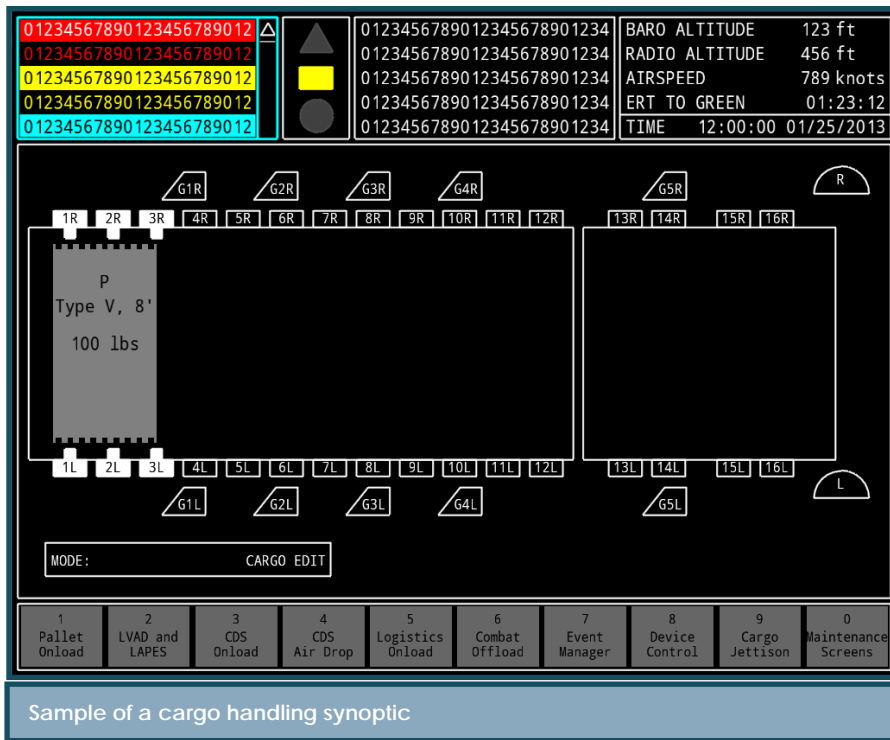 01234567890123456789012
01234567890123456789012
01234567890123456789012
01234567890123456789012
01234567890123456789012
0123456789012345678901234
0123456789012345678901234
0123456789012345678901234
0123456789012345678901234
0123456789012345678901234
BARO ALTITUDE 123 ft
RADIO ALTITUDE 456 ft
AIRSPEED 789 knots
ERT TO GREEN 01:23:12
TIME 12:00:00 01/25/2013
G1R G2R G3R G4R G5R R
1R 2R 3R 4R 5R 6R 7R 8R 9R 10R 11R 12R 13R 14R 15R 16R
P
Type V, 8'
100 lbs
1L 2L 3L 4L 5L 6L 7L 8L 9L 10L 11L 12L 13L 14L 15L 16L
G1L G2L G3L G4L G5L L
MODE: CARGO EDIT
1
Pallet
Onload
2
LVAD and
LAPES
3
CDS
Onload
4
CDS
Air Drop
5
Logistics
Onload
6
Combat
Offload
7
Event
Manager
8
Device
Control
9
Cargo
Jettison
0
Maintenance
Screens
Sample of a cargo handling synoptic